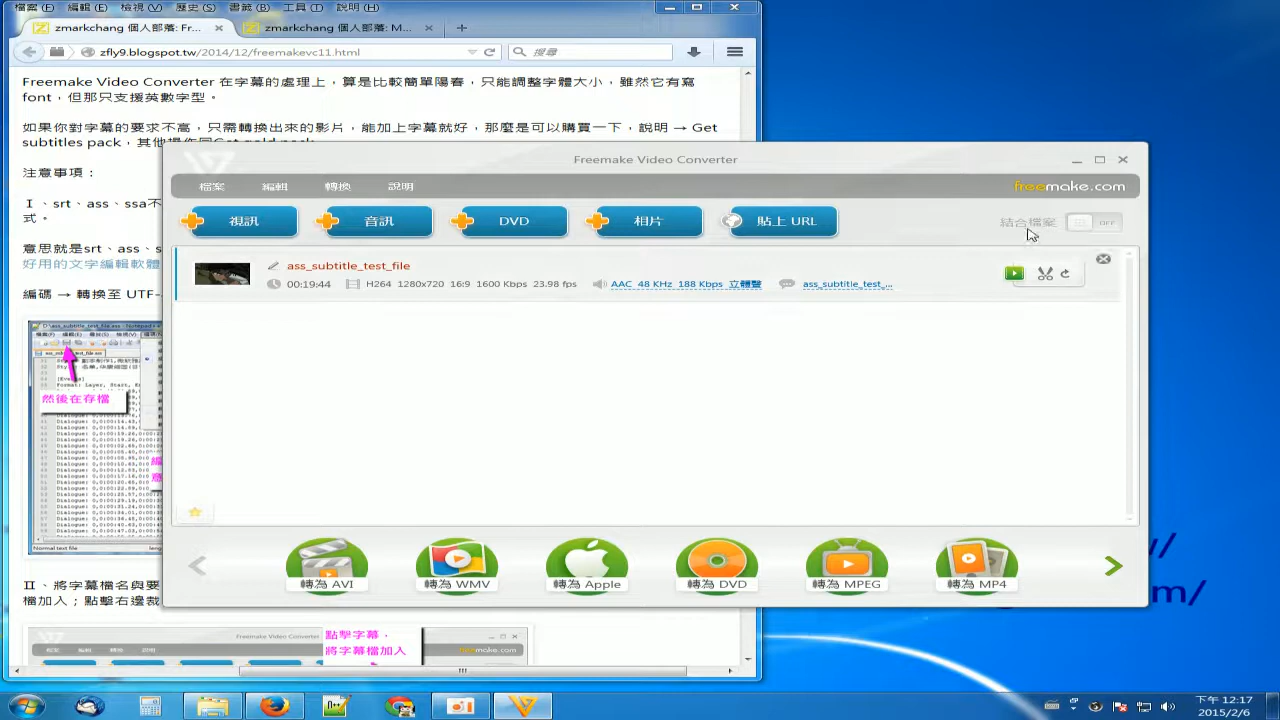 檔案(F) 編輯(E) 檢視(V) 歷史(S) 書籤(B) 工具(T) 說明(H)
zmarkchang 個人部落: Fr...
zmarkchang 個人部落: M...
zfly9.blogspot.tw/2014/12/freemakevc11.html
搜尋
Freemake Video Converter 在字幕的處理上，算是比較簡單陽春，只能調整字體大小，雖然它有寫
font，但那只支援英數字型。
如果你對字幕的要求不高，只需轉換出來的影片，能加上字幕就好，那麼是可以購買一下，說明 → Get
subtitles pack，其他操作同Get gold pack
注意事項：
Ⅰ、srt、ass、ssa不
式。
意思就是srt、ass、s
好用的文字編輯軟體
編碼 → 轉換至 UTF-
然後在存檔
Normal text file
Ⅱ、將字幕檔名與要
檔加入；點擊右邊裁
Freemake Video Converter
點擊字幕，
將字幕檔加入
Freemake Video Converter
檔案 編輯 轉換 說明
freemake.com
視訊 音訊 DVD 相片 貼上 URL
結合檔案 OFF
ass_subtitle_test_file
00:19:44 H264 1280x720 16:9 1600 Kbps 23.98 fps AAC 48 KHz 188 Kbps 立體聲 ass_subtitle_test_...
轉為 AVI 轉為 WMV 轉為 Apple 轉為 DVD 轉為 MPEG 轉為 MP4
下午 12:17
2015/2/6